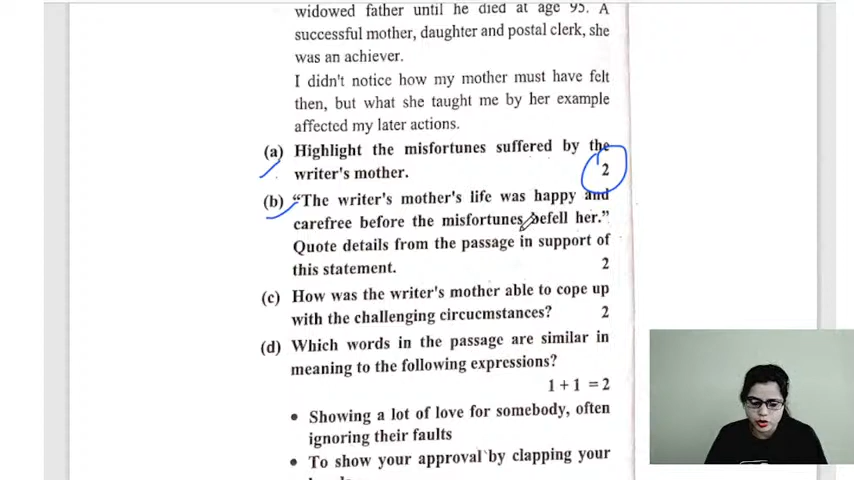 widowed father until he died at age 95. A
successful mother, daughter and postal clerk, she
was an achiever.
I didn't notice how my mother must have felt
then, but what she taught me by her example
affected my later actions.
(a) Highlight the misfortunes suffered by the
writer's mother. 2
(b) "The writer's mother's life was happy and
carefree before the misfortunes befell her."
Quote details from the passage in support of
this statement. 2
(c) How was the writer's mother able to cope up
with the challenging circucmstances? 2
(d) Which words in the passage are similar in
meaning to the following expressions?
1 + 1 = 2
• Showing a lot of love for somebody, often
ignoring their faults
• To show your approval by clapping your